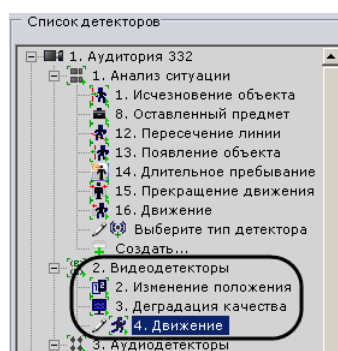 Список детекторов
1. Аудитория 332
1. Анализ ситуации
1. Исчезновение объекта
8. Оставленный предмет
12. Пересечение линии
13. Появление объекта
14. Длительное пребывание
15. Прекращение движения
16. Движение
Выберите тип детектора
Создать...
2. Видеодетекторы
2. Изменение положения
3. Деградация качества
4. Движение
3. Аудиодетекторы